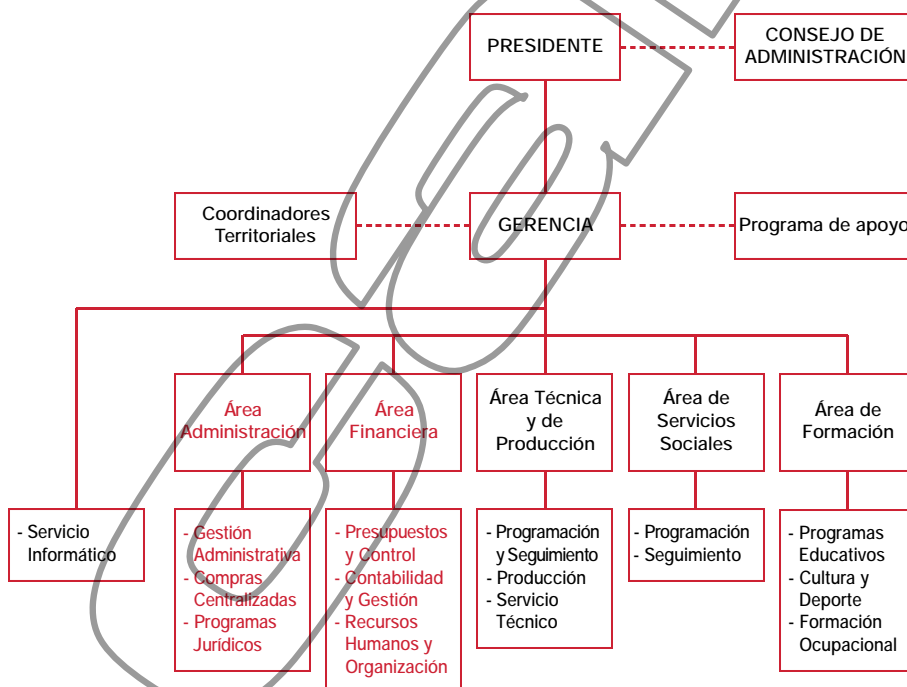 PRESIDENTE
CONSEJO DE
ADMINISTRACIÓN
Coordinadores
Territoriales
GERENCIA
Programa de apoyo
Área
Administración
Área
Financiera
Área Técnica
y de
Producción
Área de
Servicios
Sociales
Área de
Formación
- Servicio
Informático
- Gestión
Administrativa
- Compras
Centralizadas
- Programas
Jurídicos
- Presupuestos
y Control
- Contabilidad
y Gestión
- Recursos
Humanos y
Organización
- Programación
y Seguimiento
- Producción
- Servicio
Técnico
- Programación
- Seguimiento
- Programas
Educativos
- Cultura y
Deporte
- Formación
Ocupacional